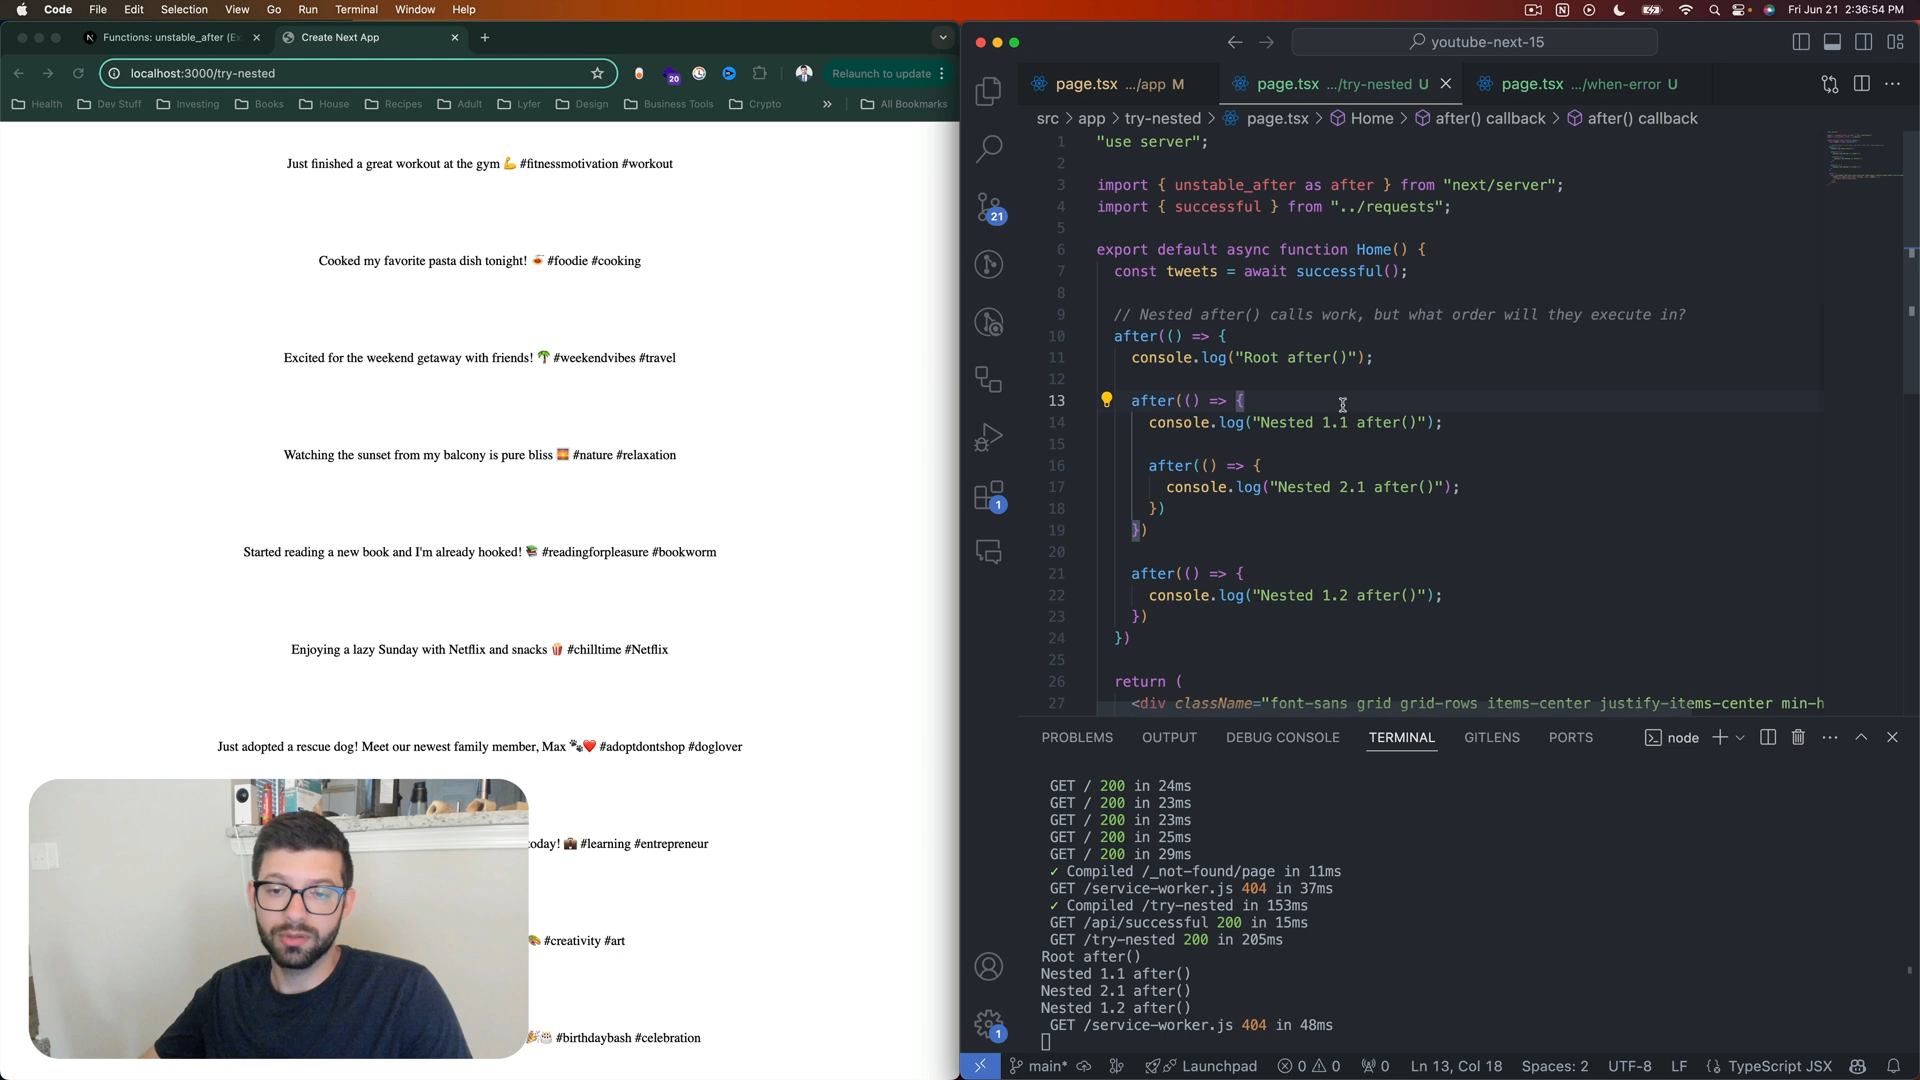 Code File Edit Selection View Go Run Terminal Window Help
Fri Jun 21 2:36:54 PM
Functions: unstable_after (Ex
Create Next App
localhost:3000/try-nested
20
Relaunch to update
Health Dev Stuff Investing Books House Recipes Adult Lyfer Design Business Tools Crypto » All Bookmarks
Just finished a great workout at the gym 💪 #fitnessmotivation #workout
Cooked my favorite pasta dish tonight! 🍝 #foodie #cooking
Excited for the weekend getaway with friends! 🌴 #weekendvibes #travel
Watching the sunset from my balcony is pure bliss 🌅 #nature #relaxation
Started reading a new book and I'm already hooked! 📚 #readingforpleasure #bookworm
Enjoying a lazy Sunday with Netflix and snacks 🍿 #chilltime #Netflix
Just adopted a rescue dog! Meet our newest family member, Max 🐾❤️ #adoptdontshop #doglover
today! 💼 #learning #entrepreneur
🎨 #creativity #art
🎉🎂 #birthdaybash #celebration
youtube-next-15
page.tsx .../app M
page.tsx .../try-nested U
page.tsx .../when-error U
src > app > try-nested > page.tsx > Home > after() callback > after() callback
21
1
1
1 "use server";
2
3 import { unstable_after as after } from "next/server";
4 import { successful } from "../requests";
5
6 export default async function Home() {
7 const tweets = await successful();
8
9 // Nested after() calls work, but what order will they execute in?
10 after(() => {
11 console.log("Root after()");
12
13 after(() => {
14 console.log("Nested 1.1 after()");
15
16 after(() => {
17 console.log("Nested 2.1 after()");
18 })
19 })
20
21 after(() => {
22 console.log("Nested 1.2 after()");
23 })
24 })
25
26 return (
27 <div className="font-sans grid grid-rows items-center justify-items-center min-h
PROBLEMS OUTPUT DEBUG CONSOLE TERMINAL GITLENS PORTS node
GET / 200 in 24ms
GET / 200 in 23ms
GET / 200 in 23ms
GET / 200 in 25ms
GET / 200 in 29ms
✓ Compiled /_not-found/page in 11ms
GET /service-worker.js 404 in 37ms
✓ Compiled /try-nested in 153ms
GET /api/successful 200 in 15ms
GET /try-nested 200 in 205ms
Root after()
Nested 1.1 after()
Nested 2.1 after()
Nested 1.2 after()
GET /service-worker.js 404 in 48ms
main* Launchpad 0 0 0 Ln 13, Col 18 Spaces: 2 UTF-8 LF {} TypeScript JSX